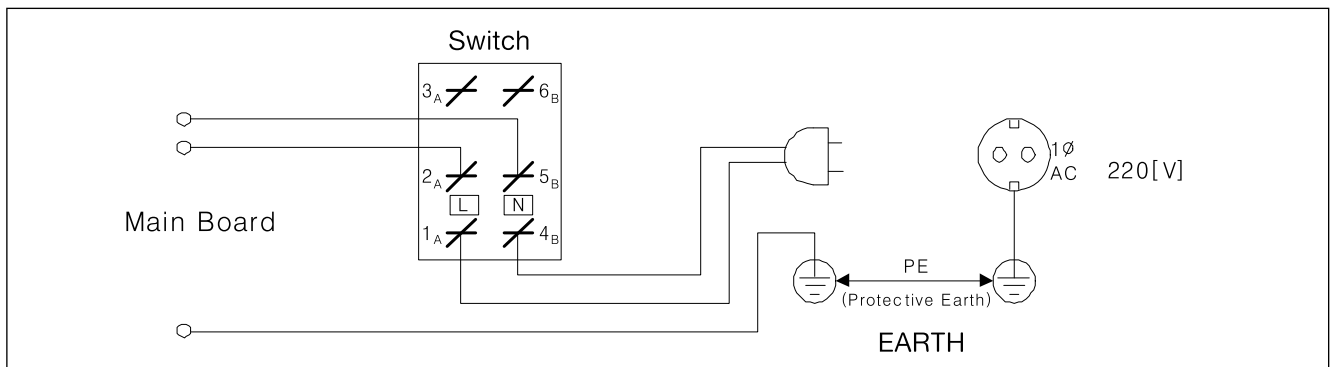 Switch
3A 6B
1Ø
AC
220[V]
2A 5B
L N
Main Board
1A 4B
PE
(Protective Earth)
EARTH